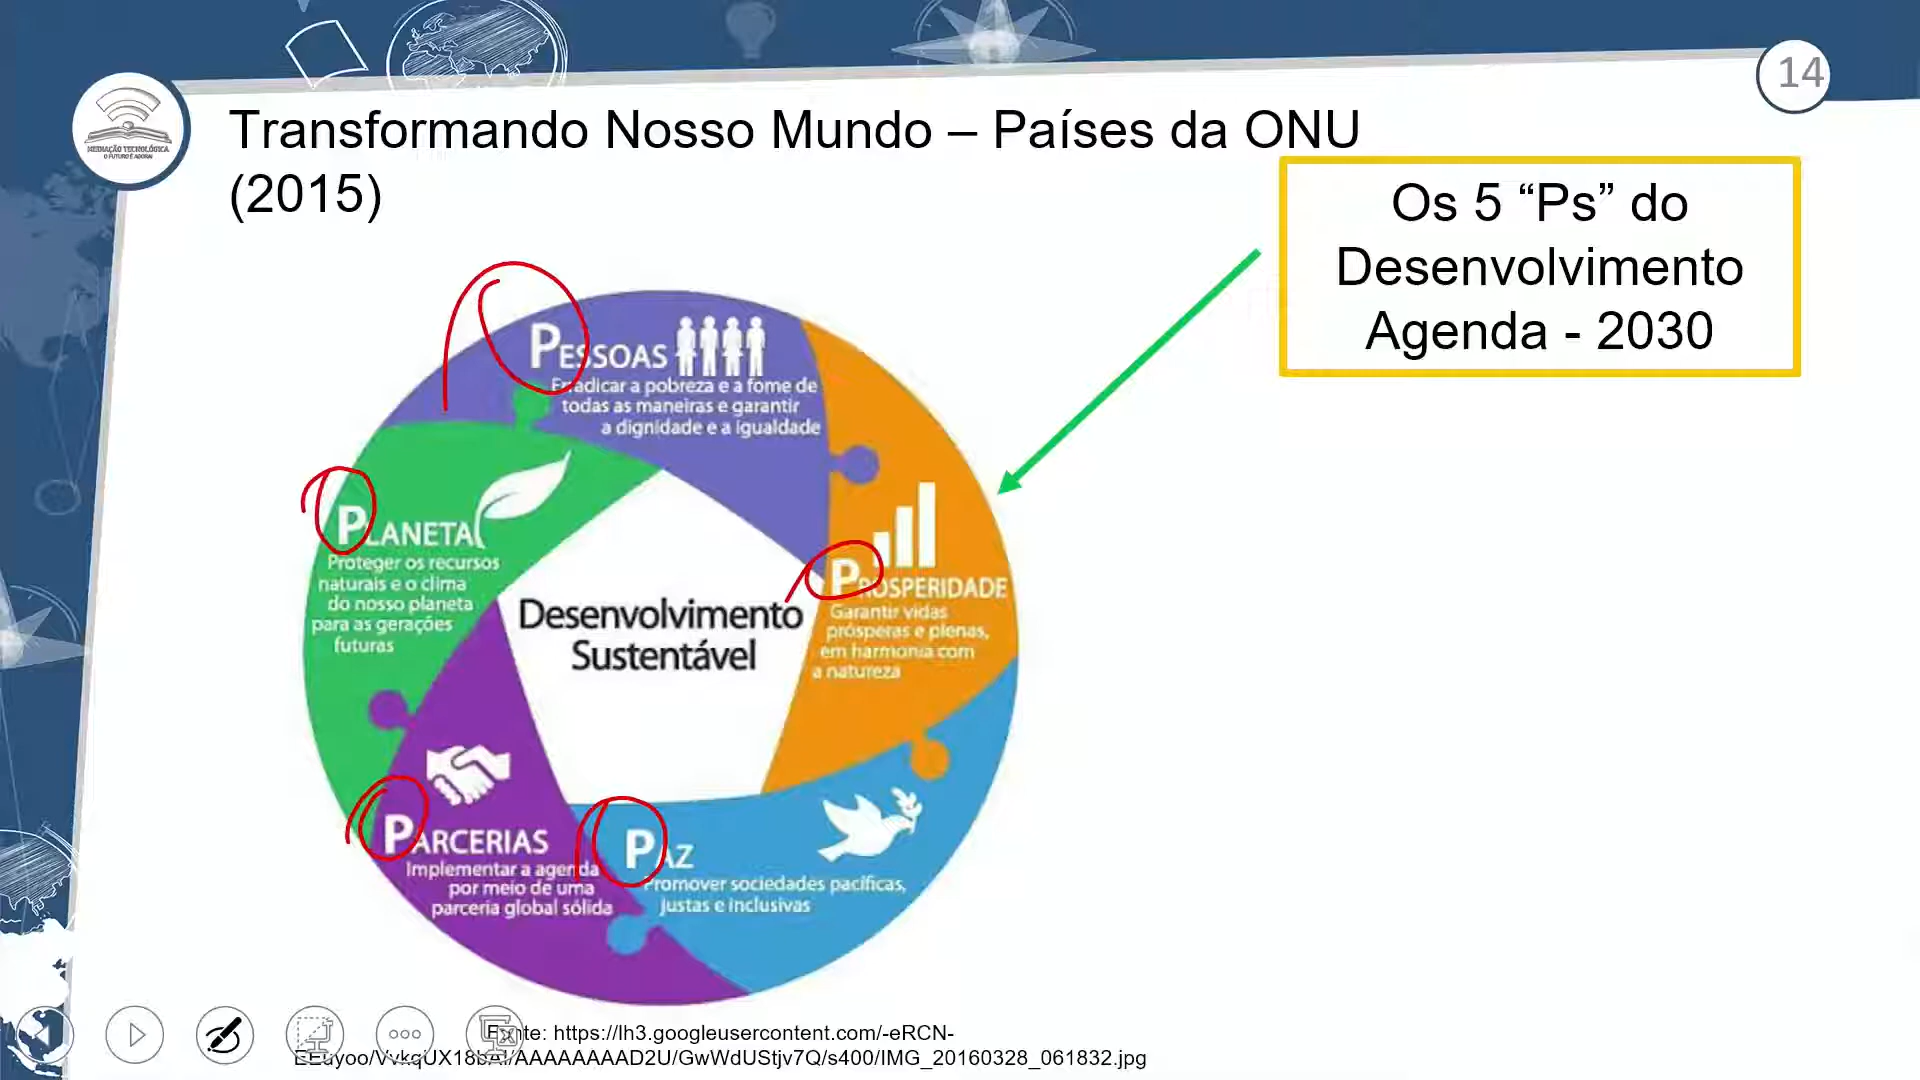 14
MEDIAÇÃO TECNOLÓGICA
O FUTURO É AGORA!
Transformando Nosso Mundo – Países da ONU
(2015)
Os 5 “Ps” do
Desenvolvimento
Agenda - 2030
PESSOAS
Erradicar a pobreza e a fome de
todas as maneiras e garantir
a dignidade e a igualdade
PLANETA
Proteger os recursos
naturais e o clima
do nosso planeta
para as gerações
futuras
PROSPERIDADE
Garantir vidas
prósperas e plenas,
em harmonia com
a natureza
Desenvolvimento
Sustentável
PARCERIAS
Implementar a agenda
por meio de uma
parceria global sólida
PAZ
Promover sociedades pacíficas,
justas e inclusivas
Fonte: https://lh3.googleusercontent.com/-eRCN-
/GwWdUStjv7Q/s400/IMG_20160328_061832.jpg